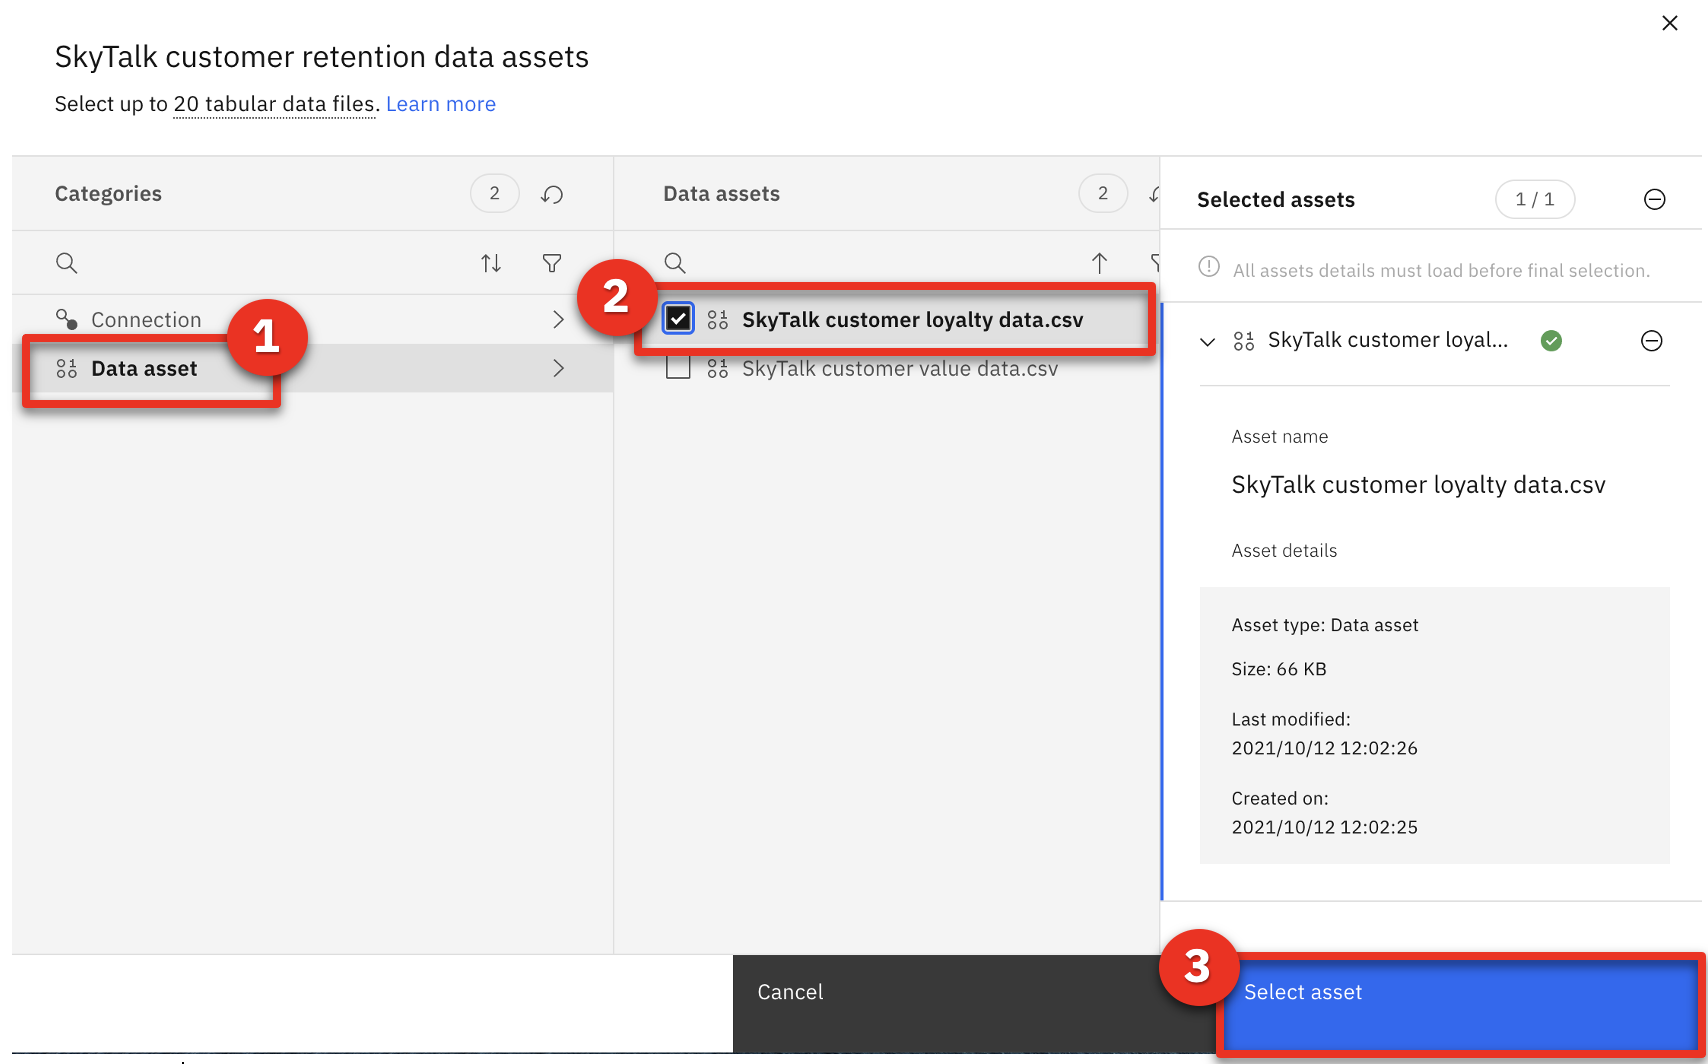 SkyTalk customer retention data assets
Select up to 20 tabular data files. Learn more
Categories
2
Connection
1
Data asset
Data assets
2
2
SkyTalk customer loyalty data.csv
SkyTalk customer value data.csv
Selected assets
1 / 1
All assets details must load before final selection.
SkyTalk customer loyal...
Asset name
SkyTalk customer loyalty data.csv
Asset details
Asset type: Data asset
Size: 66 KB
Last modified:
2021/10/12 12:02:26
Created on:
2021/10/12 12:02:25
Cancel
3
Select asset